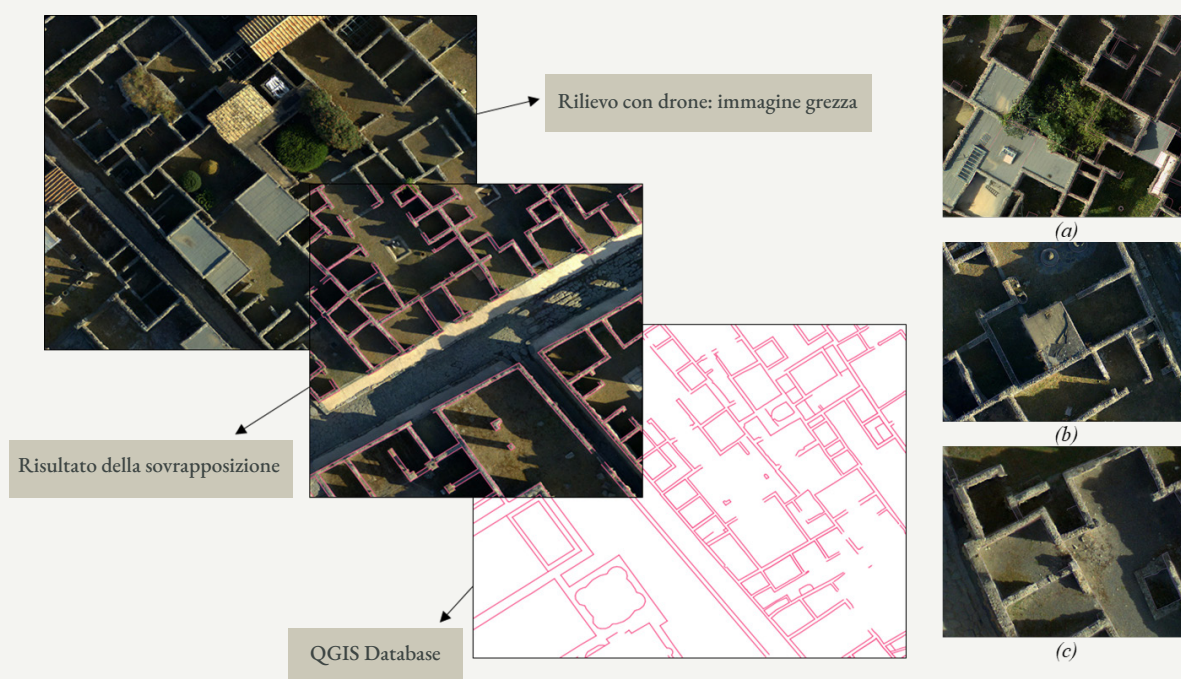 Rilievo con drone: immagine grezza
(a)
(b)
Risultato della sovrapposizione
(c)
QGIS Database